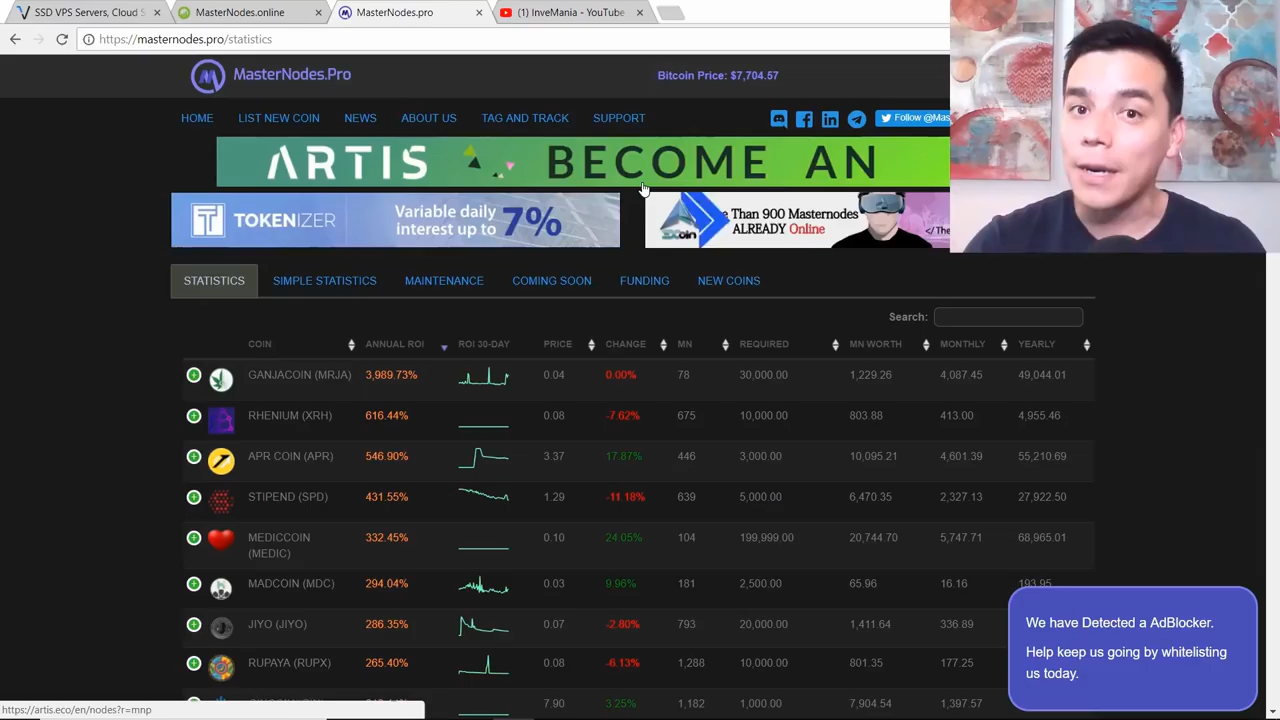 SSD VPS Servers, Cloud S
MasterNodes.online
MasterNodes.pro
(1) InveMania - YouTube
https://masternodes.pro/statistics
MasterNodes.Pro
Bitcoin Price: $7,704.57
HOME LIST NEW COIN NEWS ABOUT US TAG AND TRACK SUPPORT
Follow @Mas
ARTIS BECOME AN
TOKENIZER
Variable daily
interest up to 7%
Than 900 Masternodes
ALREADY Online
</ The
STATISTICS SIMPLE STATISTICS MAINTENANCE COMING SOON FUNDING NEW COINS
Search:
COIN ANNUAL ROI ROI 30-DAY PRICE CHANGE MN REQUIRED MN WORTH MONTHLY YEARLY
GANJACOIN (MRJA) 3,989.73% 0.04 0.00% 78 30,000.00 1,229.26 4,087.45 49,044.01
RHENIUM (XRH) 616.44% 0.08 -7.62% 675 10,000.00 803.88 413.00 4,955.46
APR COIN (APR) 546.90% 3.37 17.87% 446 3,000.00 10,095.21 4,601.39 55,210.69
STIPEND (SPD) 431.55% 1.29 -11.18% 639 5,000.00 6,470.35 2,327.13 27,922.50
MEDICCOIN
(MEDIC) 332.45% 0.10 24.05% 104 199,999.00 20,744.70 5,747.71 68,965.01
MADCOIN (MDC) 294.04% 0.03 9.96% 181 2,500.00 65.96 16.16 193.95
JIYO (JIYO) 286.35% 0.07 -2.80% 793 20,000.00 1,411.64 336.89
RUPAYA (RUPX) 265.40% 0.08 -6.13% 1,288 10,000.00 801.35 177.25
7.90 3.25% 1,182 1,000.00 7,904.54 1,397.57
We have Detected a AdBlocker.
Help keep us going by whitelisting
us today.
https://artis.eco/en/nodes?r=mnp